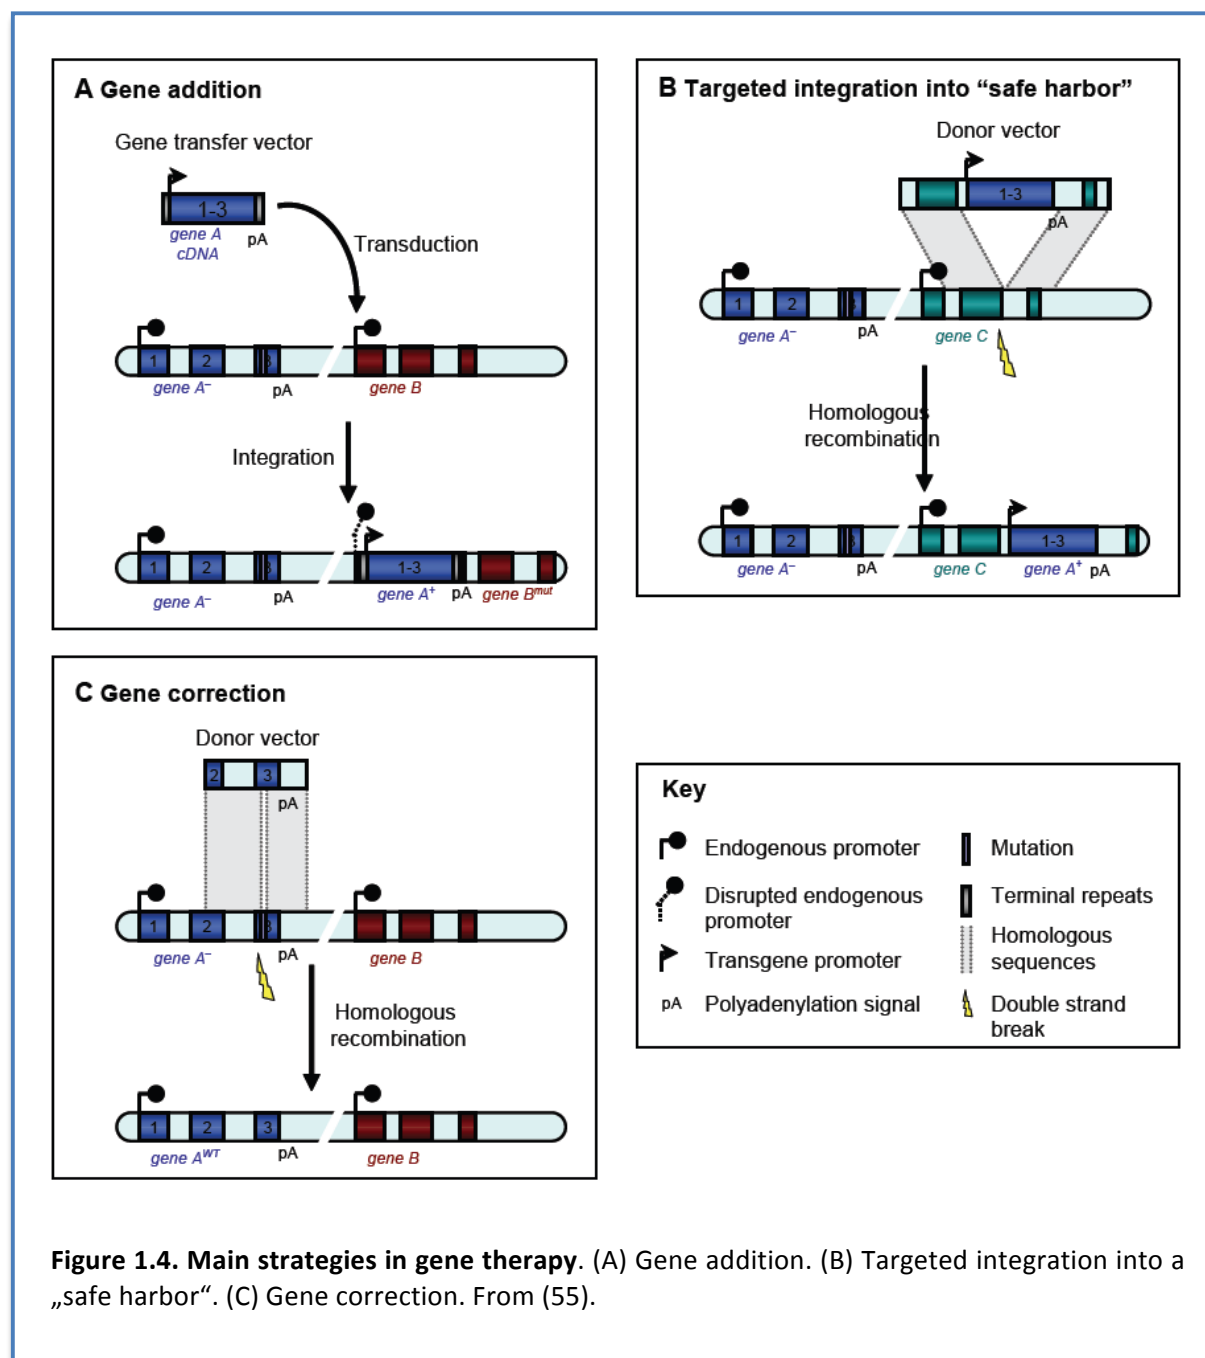 A Gene addition
Gene transfer vector
1-3
gene A
cDNA
pA
Transduction
1
2
3
gene A⁻
pA
gene B
Integration
1
2
3
gene A⁻
pA
1-3
gene A⁺
pA
gene Bᵐᵘᵗ
B Targeted integration into “safe harbor”
Donor vector
1-3
pA
1
2
3
gene A⁻
pA
gene C
Homologous
recombination
1
2
3
gene A⁻
pA
gene C
1-3
gene A⁺
pA
C Gene correction
Donor vector
2
3
pA
1
2
3
gene A⁻
pA
gene B
Homologous
recombination
1
2
3
gene Aᵂᵀ
pA
gene B
Key
Endogenous promoter
Disrupted endogenous
promoter
Transgene promoter
pA Polyadenylation signal
Mutation
Terminal repeats
Homologous
sequences
Double strand
break
Figure 1.4. Main strategies in gene therapy. (A) Gene addition. (B) Targeted integration into a
„safe harbor“. (C) Gene correction. From (55).